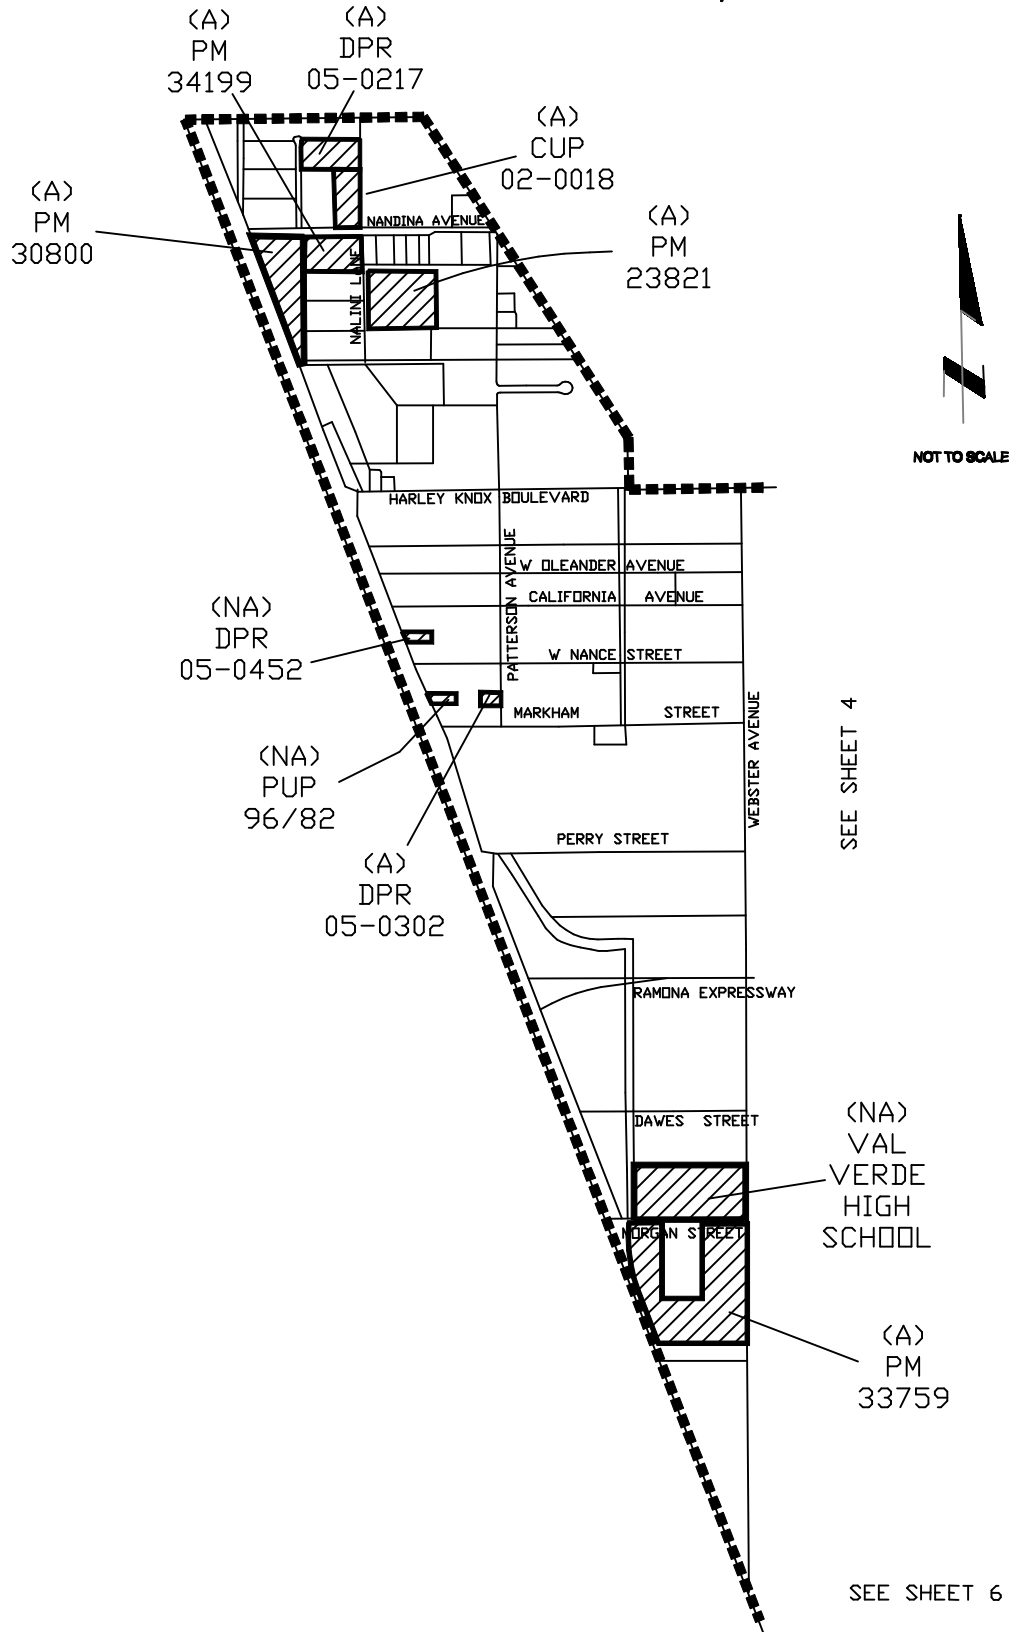 (A)
PM
34199
(A)
DPR
05-0217
(A)
CUP
02-0018
(A)
PM
30800
(A)
PM
23821
NANDINA AVENUE
NALINI LANE
NOT TO SCALE
HARLEY KNOX BOULEVARD
PATTERSON AVENUE
W OLEANDER AVENUE
CALIFORNIA AVENUE
(NA)
DPR
05-0452
W NANCE STREET
MARKHAM STREET
WEBSTER AVENUE
SEE SHEET 4
(NA)
PUP
96/82
PERRY STREET
(A)
DPR
05-0302
RAMONA EXPRESSWAY
DAWES STREET
(NA)
VAL
VERDE
HIGH
SCHOOL
MORGAN STREET
(A)
PM
33759
SEE SHEET 6